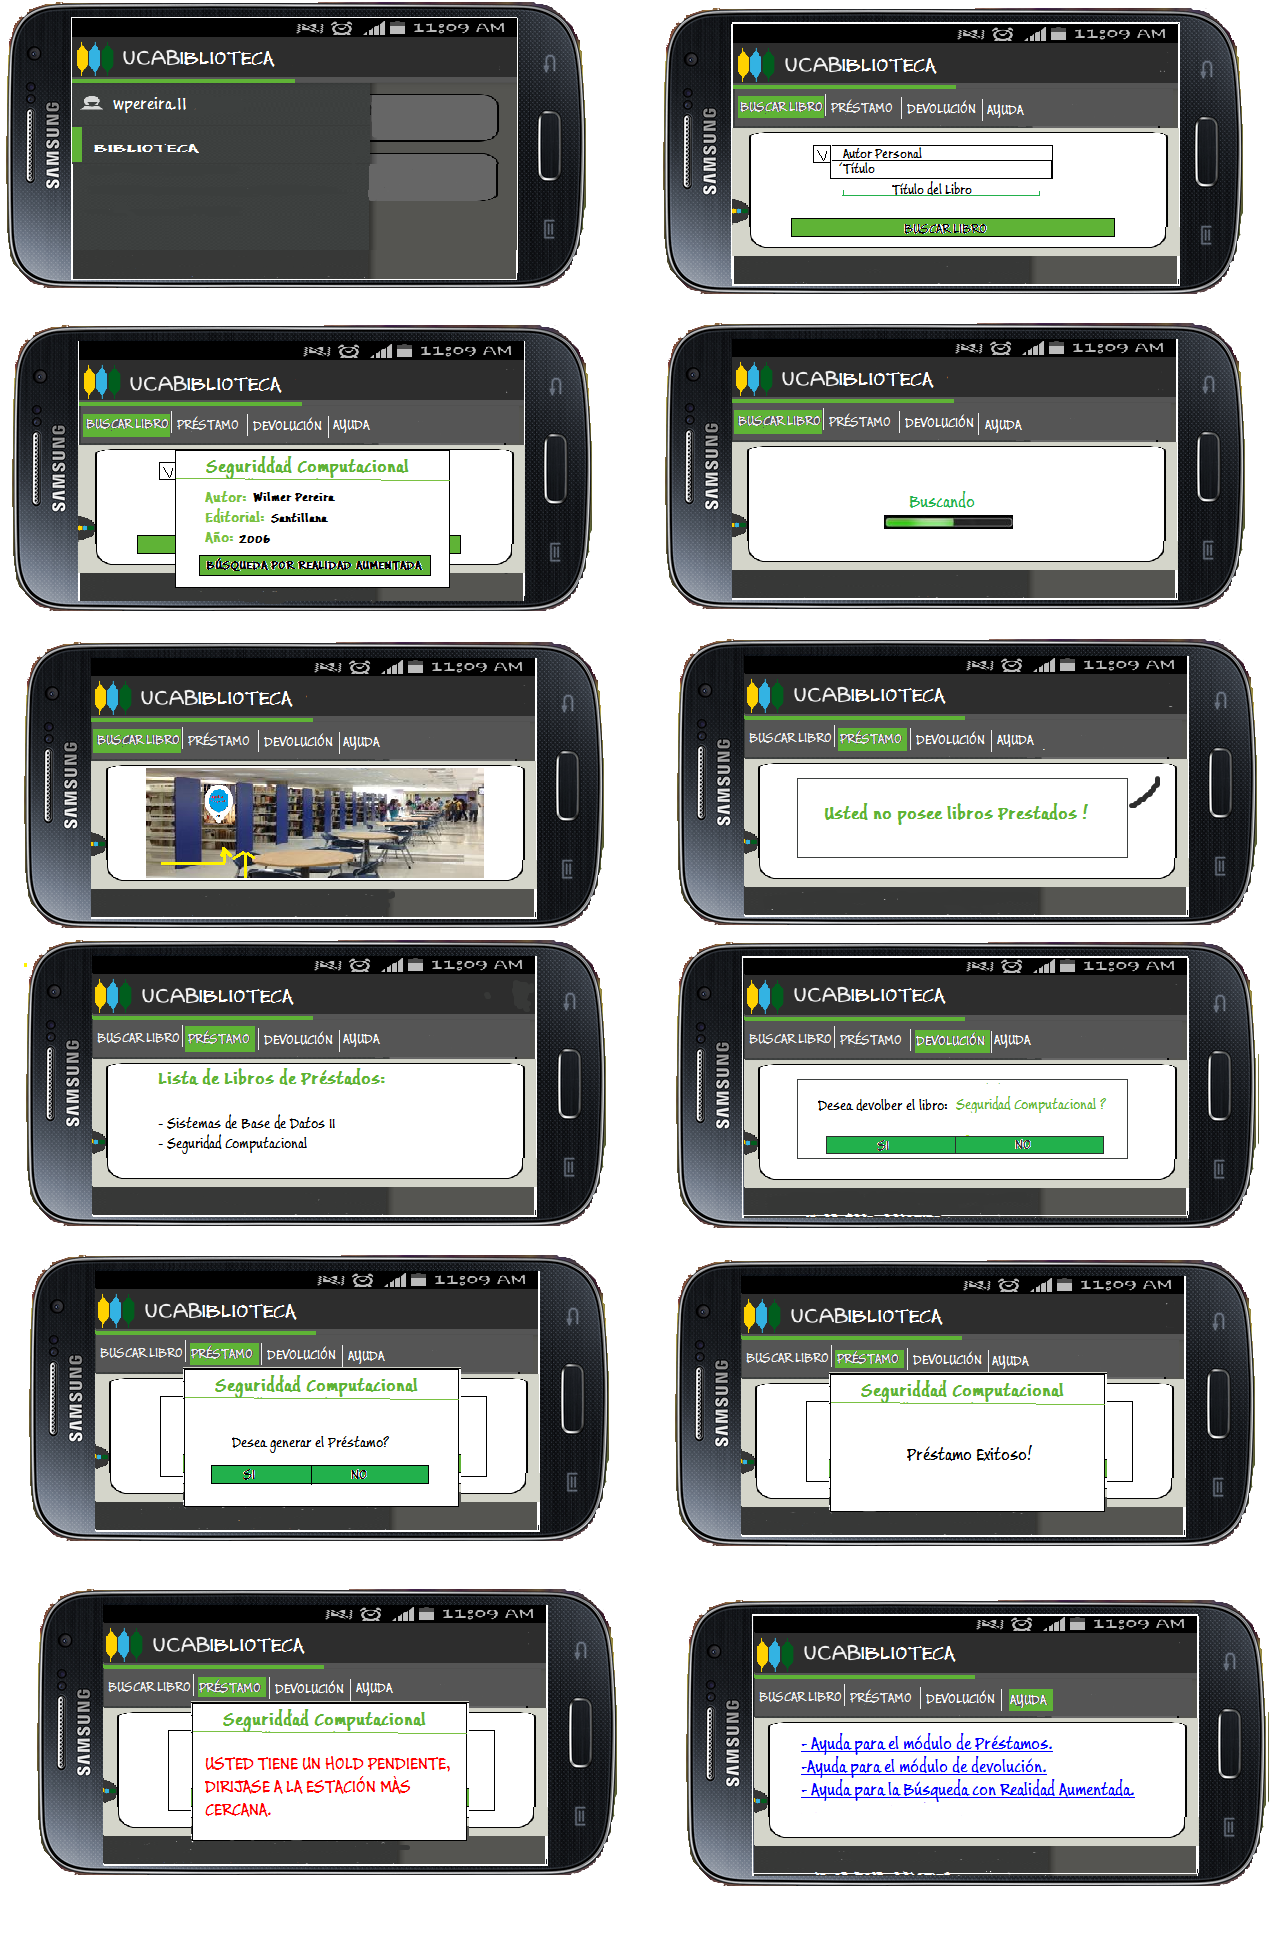 11:09 AM
UCABIBLIOTECA
wpereira.11
BIBLIOTECA
SAMSUNG
11:09 AM
UCABIBLIOTECA
BUSCAR LIBRO PRÉSTAMO DEVOLUCIÓN AYUDA
V Autor Personal
Título
Título del Libro
BUSCAR LIBRO
SAMSUNG
11:09 AM
UCABIBLIOTECA
BUSCAR LIBRO PRÉSTAMO DEVOLUCIÓN AYUDA
V
Seguriddad Computacional
Autor: Wilmer Pereira
Editorial: Santillana
Año: 2006
BÚSQUEDA POR REALIDAD AUMENTADA
SAMSUNG
11:09 AM
UCABIBLIOTECA
BUSCAR LIBRO PRÉSTAMO DEVOLUCIÓN AYUDA
Buscando
SAMSUNG
11:09 AM
UCABIBLIOTECA
BUSCAR LIBRO PRÉSTAMO DEVOLUCIÓN AYUDA
SAMSUNG
11:09 AM
UCABIBLIOTECA
BUSCAR LIBRO PRÉSTAMO DEVOLUCIÓN AYUDA
Usted no posee libros Prestados !
SAMSUNG
11:09 AM
UCABIBLIOTECA
BUSCAR LIBRO PRÉSTAMO DEVOLUCIÓN AYUDA
Lista de Libros de Préstados:
- Sistemas de Base de Datos II
- Seguridad Computacional
SAMSUNG
11:09 AM
UCABIBLIOTECA
BUSCAR LIBRO PRÉSTAMO DEVOLUCIÓN AYUDA
Desea devolber el libro: Seguridad Computacional ?
SI NO
SAMSUNG
11:09 AM
UCABIBLIOTECA
BUSCAR LIBRO PRÉSTAMO DEVOLUCIÓN AYUDA
Seguriddad Computacional
Desea generar el Préstamo?
SI NO
SAMSUNG
11:09 AM
UCABIBLIOTECA
BUSCAR LIBRO PRÉSTAMO DEVOLUCIÓN AYUDA
Seguriddad Computacional
Préstamo Exitoso!
SAMSUNG
11:09 AM
UCABIBLIOTECA
BUSCAR LIBRO PRÉSTAMO DEVOLUCIÓN AYUDA
Seguriddad Computacional
USTED TIENE UN HOLD PENDIENTE,
DIRIJASE A LA ESTACIÓN MÀS
CERCANA.
SAMSUNG
11:09 AM
UCABIBLIOTECA
BUSCAR LIBRO PRÉSTAMO DEVOLUCIÓN AYUDA
- Ayuda para el módulo de Préstamos.
-Ayuda para el módulo de devolución.
- Ayuda para la Búsqueda con Realidad Aumentada.
SAMSUNG